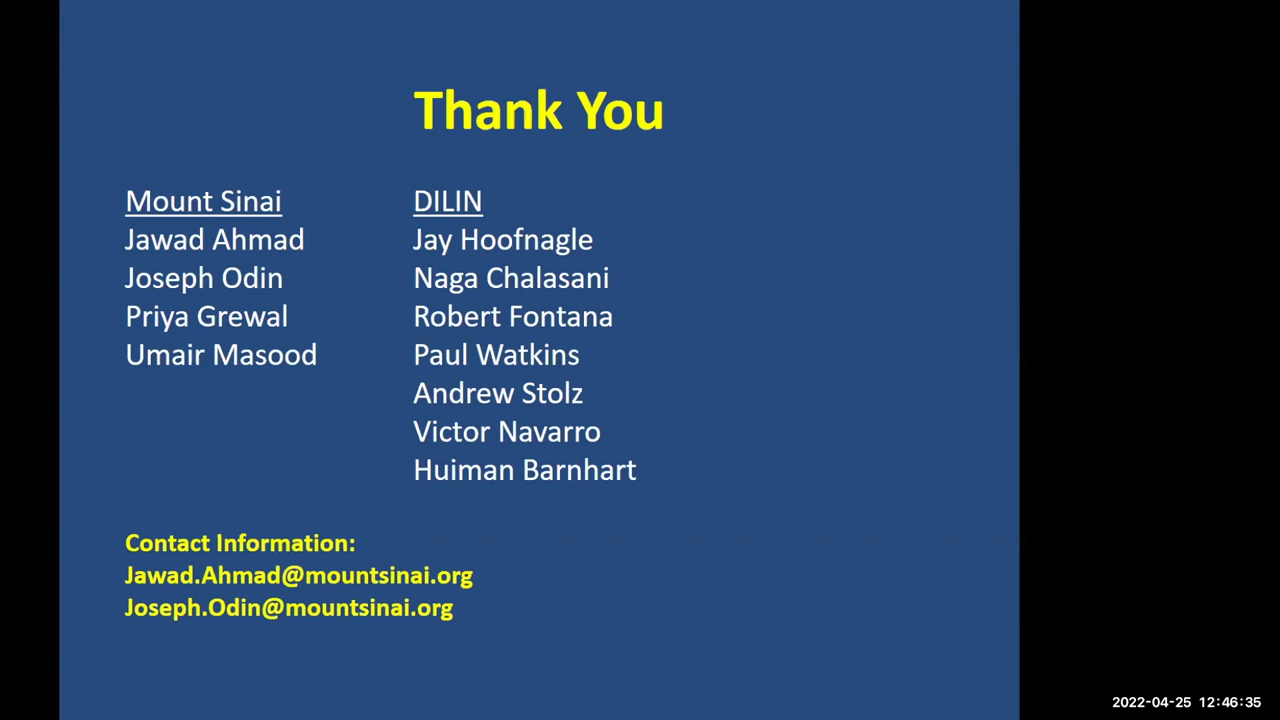 Thank You
Mount Sinai
Jawad Ahmad
Joseph Odin
Priya Grewal
Umair Masood
DILIN
Jay Hoofnagle
Naga Chalasani
Robert Fontana
Paul Watkins
Andrew Stolz
Victor Navarro
Huiman Barnhart
Contact Information:
Jawad.Ahmad@mountsinai.org
Joseph.Odin@mountsinai.org
2022-04-25 12:46:35